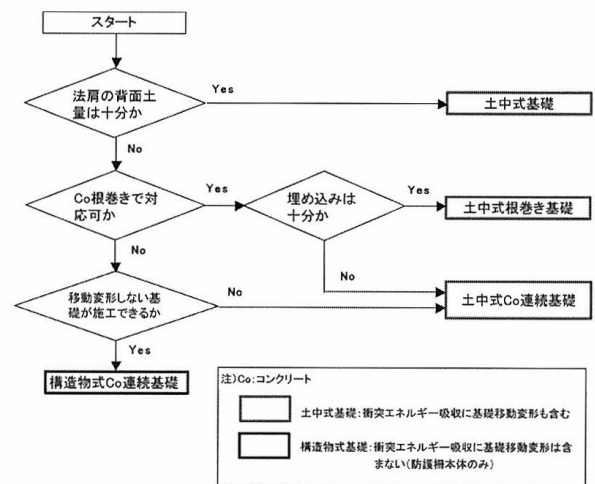 スタート
法肩の背面土
量は十分か
Yes
土中式基礎
No
Co根巻きで対
応可か
Yes
埋め込みは
十分か
Yes
土中式根巻き基礎
No
No
移動変形しない基
礎が施工できるか
No
土中式Co連続基礎
Yes
構造物式Co連続基礎
注)Co:コンクリート
土中式基礎:衝突エネルギー吸収に基礎移動変形も含む
構造物式基礎:衝突エネルギー吸収に基礎移動変形は含
まない(防護柵本体のみ)